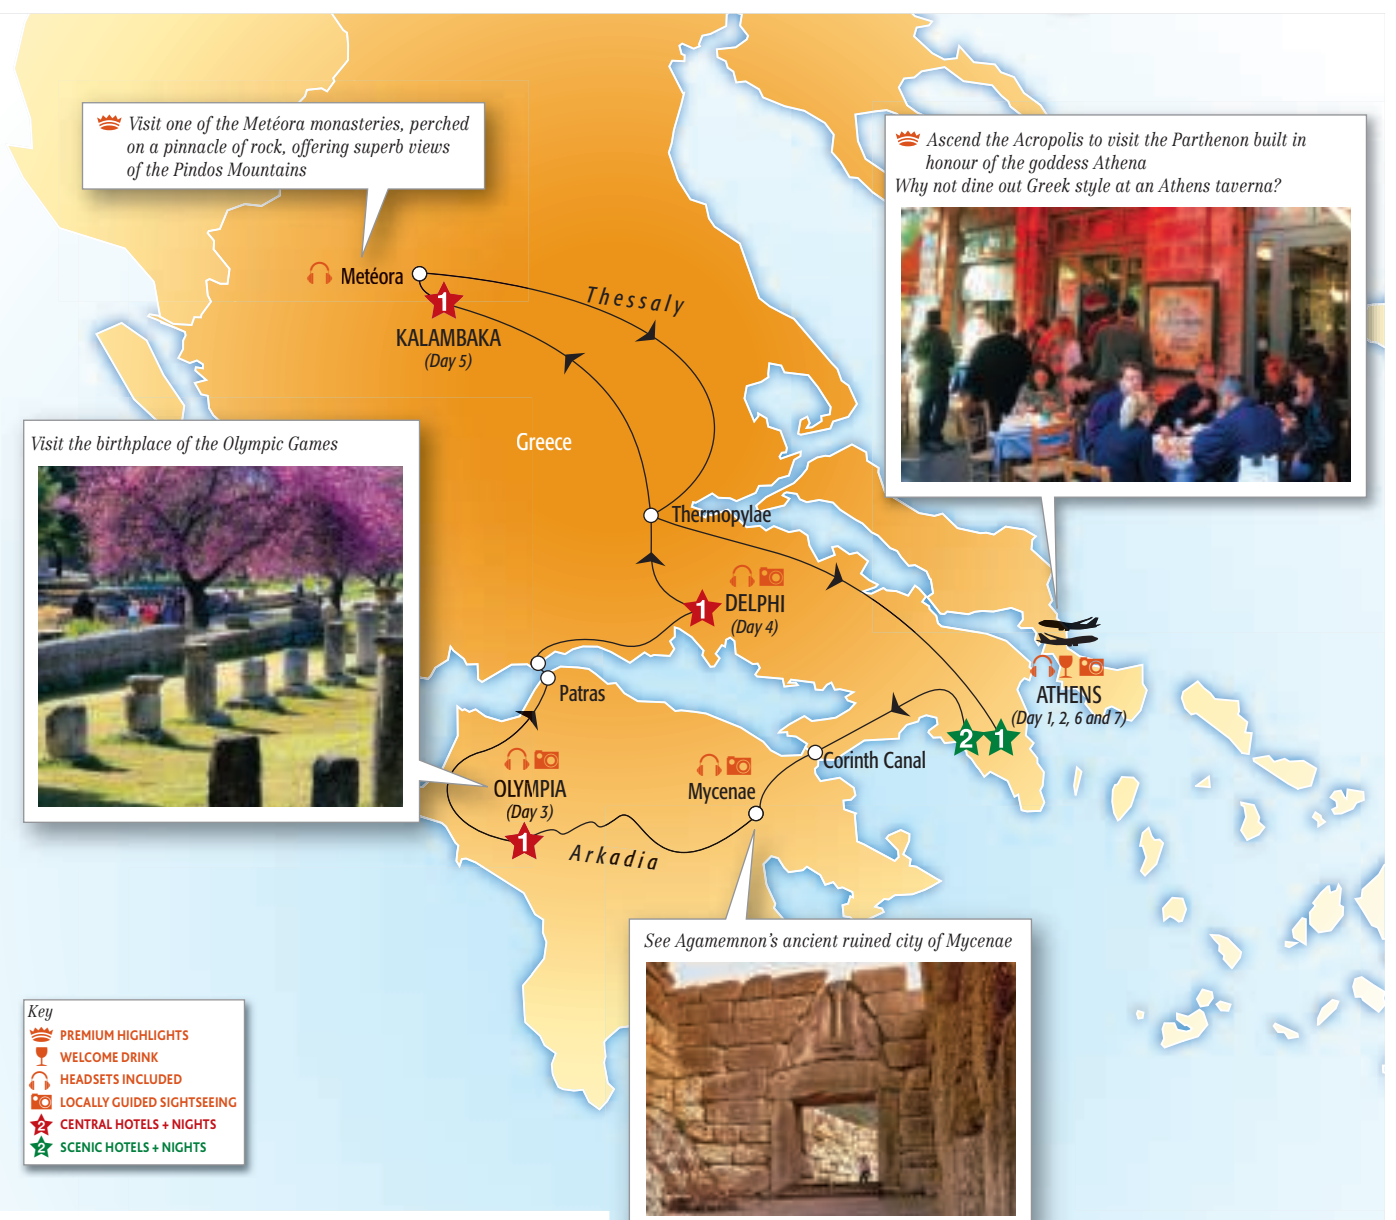 Visit one of the Metéora monasteries, perched
on a pinnacle of rock, offering superb views
of the Pindos Mountains
Ascend the Acropolis to visit the Parthenon built in
honour of the goddess Athena
Why not dine out Greek style at an Athens taverna?
Metéora
Thessaly
1
KALAMBAKA
(Day 5)
Visit the birthplace of the Olympic Games
Greece
Thermopylae
1
DELPHI
(Day 4)
Patras
ATHENS
(Day 1, 2, 6 and 7)
2
1
Corinth Canal
OLYMPIA
(Day 3)
1
Mycenae
Arkadia
See Agamemnon's ancient ruined city of Mycenae
Key
PREMIUM HIGHLIGHTS
WELCOME DRINK
HEADSETS INCLUDED
LOCALLY GUIDED SIGHTSEEING
2 CENTRAL HOTELS + NIGHTS
2 SCENIC HOTELS + NIGHTS